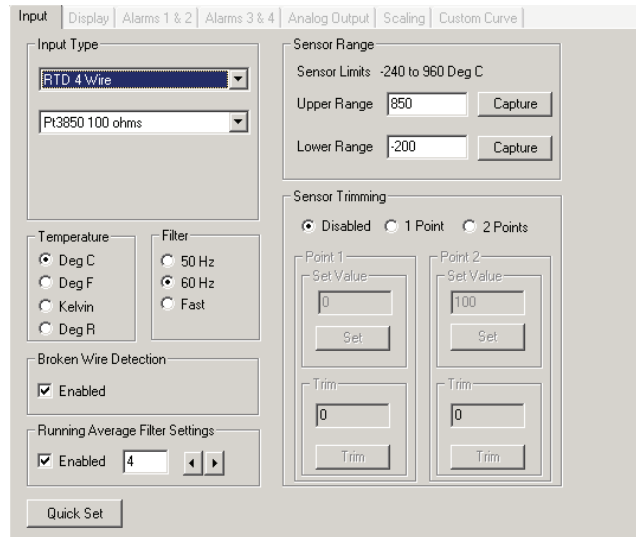 Input Display Alarms 1 & 2 Alarms 3 & 4 Analog Output Scaling Custom Curve
Input Type
RTD 4 Wire
Pt3850 100 ohms
Temperature
Deg C
Deg F
Kelvin
Deg R
Filter
50 Hz
60 Hz
Fast
Broken Wire Detection
Enabled
Running Average Filter Settings
Enabled 4
Quick Set
Sensor Range
Sensor Limits -240 to 960 Deg C
Upper Range 850 Capture
Lower Range -200 Capture
Sensor Trimming
Disabled 1 Point 2 Points
Point 1
Set Value
0
Set
Trim
0
Trim
Point 2
Set Value
100
Set
Trim
0
Trim